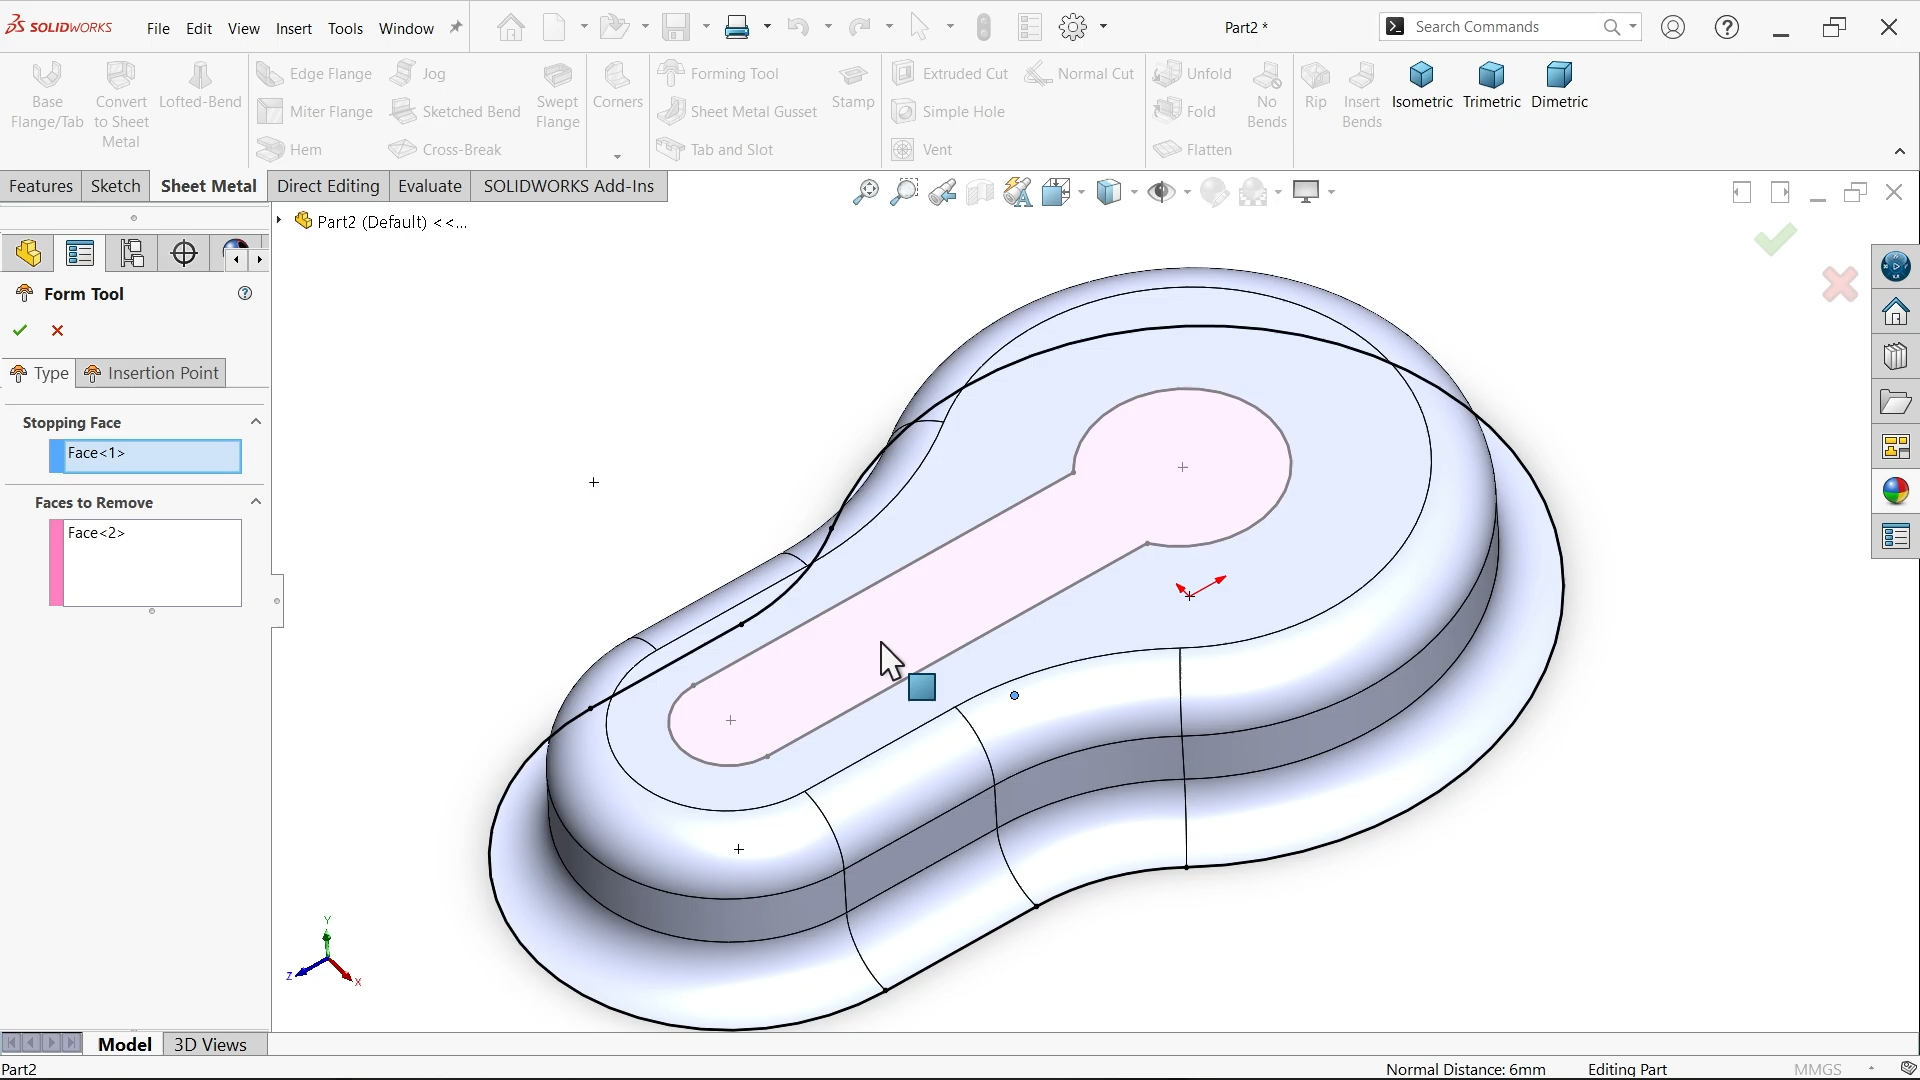 SOLIDWORKS File Edit View Insert Tools Window Part2 * Search Commands
Base Flange/Tab
Convert to Sheet Metal
Lofted-Bend
Edge Flange
Miter Flange
Hem
Jog
Sketched Bend
Cross-Break
Swept Flange
Corners
Forming Tool
Sheet Metal Gusset
Tab and Slot
Stamp
Extruded Cut
Simple Hole
Vent
Normal Cut
Unfold
Fold
Flatten
No Bends
Rip
Insert Bends
Isometric
Trimetric
Dimetric
Features Sketch Sheet Metal Direct Editing Evaluate SOLIDWORKS Add-Ins
Part2 (Default) <<...
Form Tool
Type Insertion Point
Stopping Face
Face<1>
Faces to Remove
Face<2>
Y
Z
X
Model 3D Views
Part2 Normal Distance: 6mm Editing Part MMGS